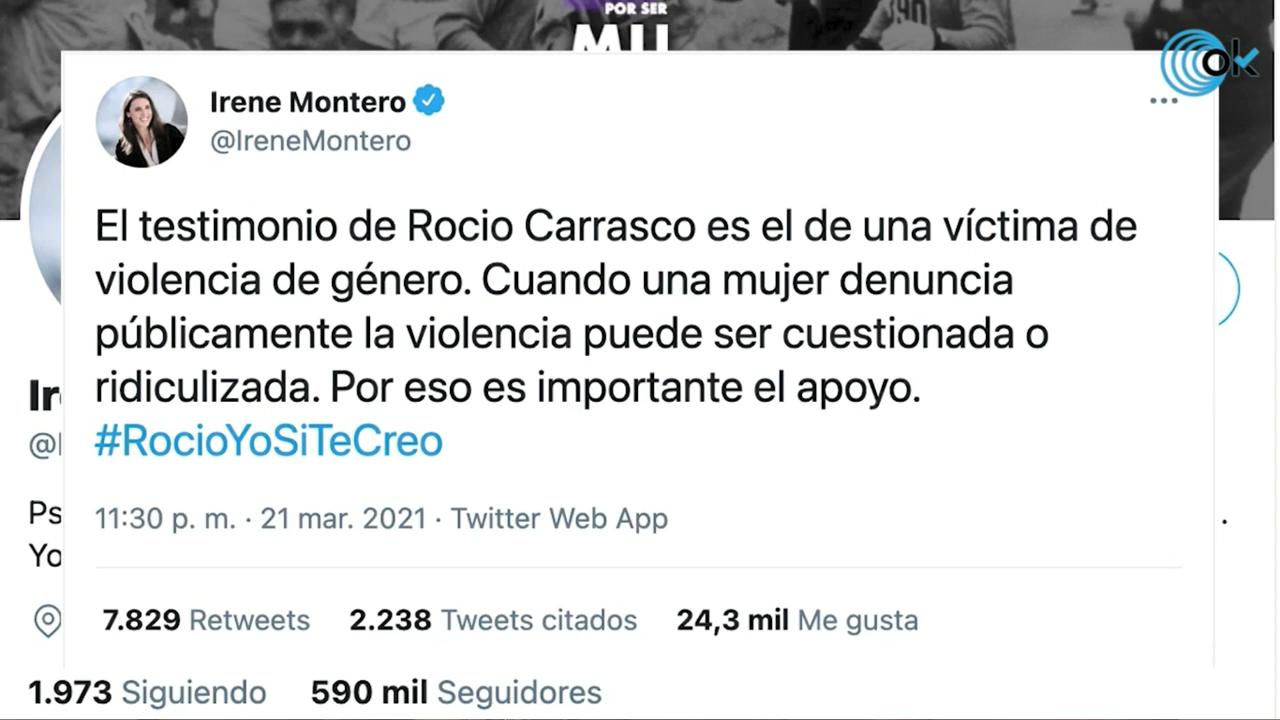 POR SER
ok
Irene Montero
@IreneMontero
El testimonio de Rocio Carrasco es el de una víctima de
violencia de género. Cuando una mujer denuncia
públicamente la violencia puede ser cuestionada o
ridiculizada. Por eso es importante el apoyo.
#RocioYoSiTeCreo
11:30 p. m. · 21 mar. 2021 · Twitter Web App
7.829 Retweets 2.238 Tweets citados 24,3 mil Me gusta
1.973 Siguiendo 590 mil Seguidores